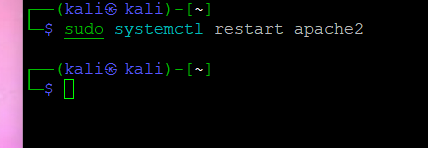 ┌──(kali㉿ kali)-[~]
└─$ sudo systemctl restart apache2
┌──(kali㉿ kali)-[~]
└─$